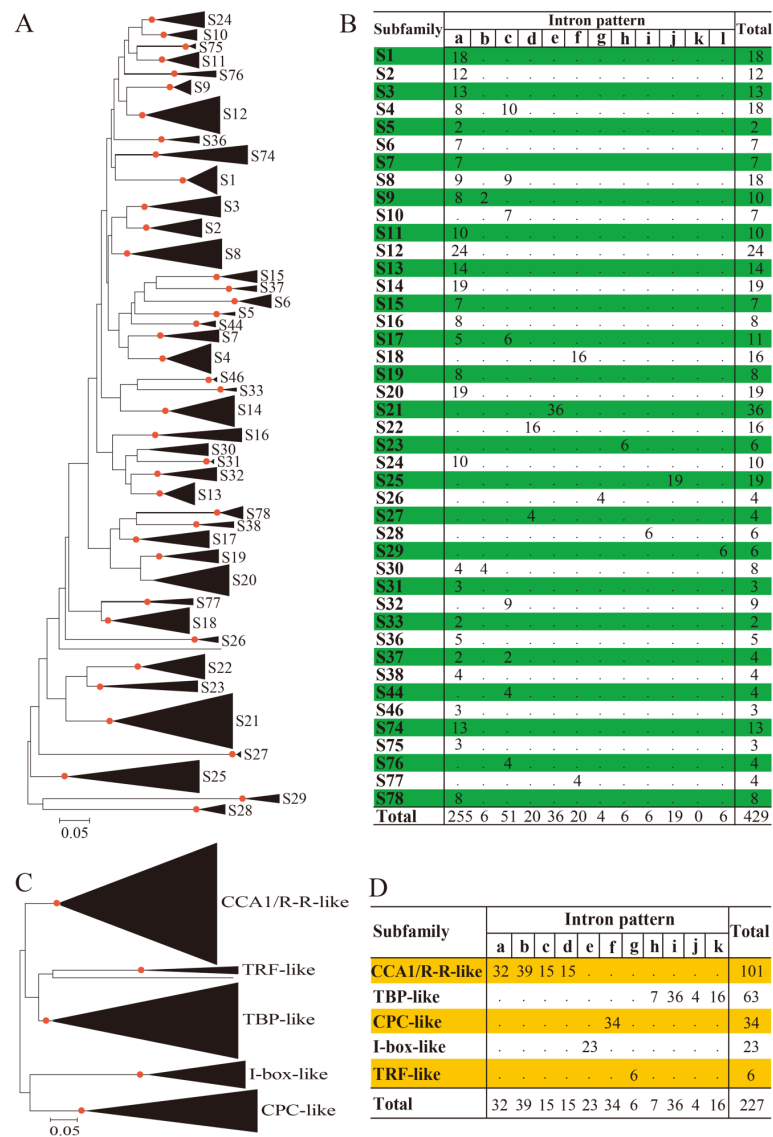 A
S24
S10
S75
S11
S76
S9
S12
S36
S74
S1
S3
S2
S8
S15
S37
S6
S5
S44
S7
S4
S46
S33
S14
S16
S30
S31
S32
S13
S78
S38
S17
S19
S20
S77
S18
S26
S22
S23
S21
S27
S25
S29
S28
0.05
B
Subfamily Intron pattern Total
a b c d e f g h i j k l
S1 18 . . . . . . . . . . . 18
S2 12 . . . . . . . . . . . 12
S3 13 . . . . . . . . . . . 13
S4 8 . 10 . . . . . . . . . 18
S5 2 . . . . . . . . . . . 2
S6 7 . . . . . . . . . . . 7
S7 7 . . . . . . . . . . . 7
S8 9 . 9 . . . . . . . . . 18
S9 8 2 . . . . . . . . . . 10
S10 . . 7 . . . . . . . . . 7
S11 10 . . . . . . . . . . . 10
S12 24 . . . . . . . . . . . 24
S13 14 . . . . . . . . . . . 14
S14 19 . . . . . . . . . . . 19
S15 7 . . . . . . . . . . . 7
S16 8 . . . . . . . . . . . 8
S17 5 . 6 . . . . . . . . . 11
S18 . . . . . 16 . . . . . . 16
S19 8 . . . . . . . . . . . 8
S20 19 . . . . . . . . . . . 19
S21 . . . . 36 . . . . . . . 36
S22 . . . 16 . . . . . . . . 16
S23 . . . . . . . 6 . . . . 6
S24 10 . . . . . . . . . . . 10
S25 . . . . . . . . . 19 . . 19
S26 . . . . . . 4 . . . . . 4
S27 . . . 4 . . . . . . . . 4
S28 . . . . . . . . 6 . . . 6
S29 . . . . . . . . . . . 6 6
S30 4 4 . . . . . . . . . . 8
S31 3 . . . . . . . . . . . 3
S32 . . 9 . . . . . . . . . 9
S33 2 . . . . . . . . . . . 2
S36 5 . . . . . . . . . . . 5
S37 2 . 2 . . . . . . . . . 4
S38 4 . . . . . . . . . . . 4
S44 . . 4 . . . . . . . . . 4
S46 3 . . . . . . . . . . . 3
S74 13 . . . . . . . . . . . 13
S75 3 . . . . . . . . . . . 3
S76 . . 4 . . . . . . . . . 4
S77 . . . . . 4 . . . . . . 4
S78 8 . . . . . . . . . . . 8
Total 255 6 51 20 36 20 4 6 6 19 0 6 429
C
CCA1/R-R-like
TRF-like
TBP-like
I-box-like
CPC-like
0.05
D
Subfamily Intron pattern Total
a b c d e f g h i j k
CCA1/R-R-like 32 39 15 15 . . . . . . . 101
TBP-like . . . . . . . 7 36 4 16 63
CPC-like . . . . . 34 . . . . . 34
I-box-like . . . . 23 . . . . . . 23
TRF-like . . . . . . 6 . . . . 6
Total 32 39 15 15 23 34 6 7 36 4 16 227